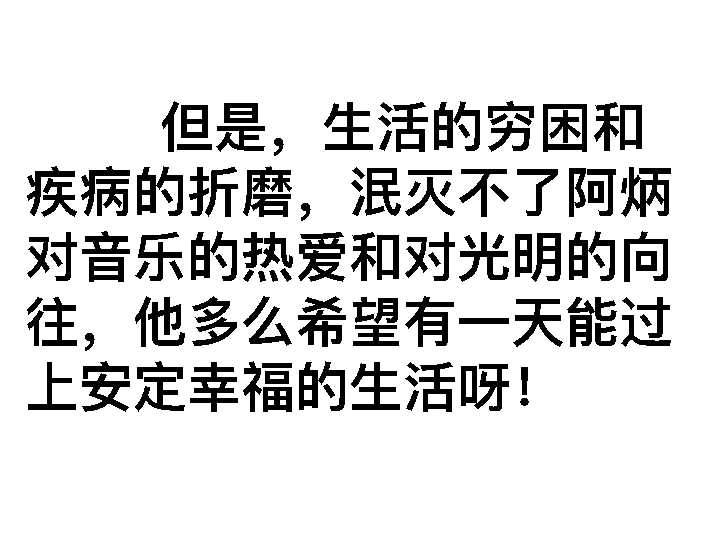 但是，生活的穷困和
疾病的折磨，泯灭不了阿炳
对音乐的热爱和对光明的向
往，他多么希望有一天能过
上安定幸福的生活呀！